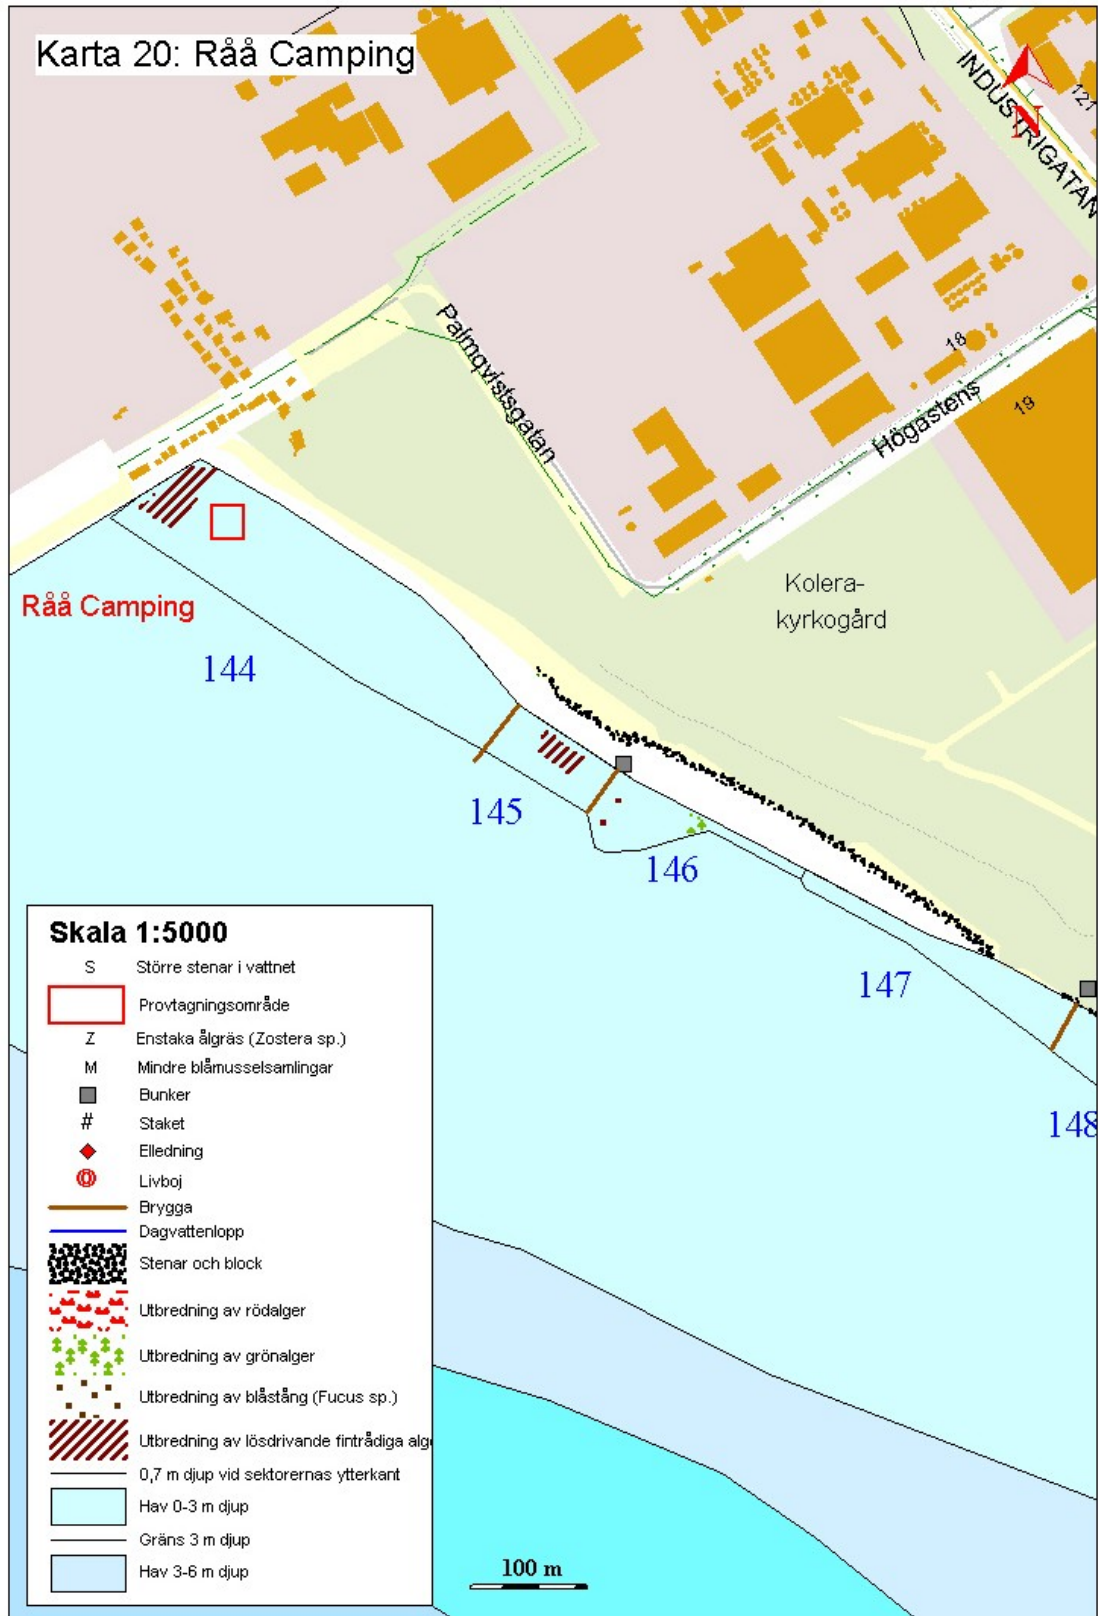 Karta 20: Råå Camping
INDUSTRIGATAN
121
Palmqvistsgatan
18
19
Högastens
Kolera-
kyrkogård
Råå Camping
144
145
146
147
148
Skala 1:5000
S Större stenar i vattnet
Provtagningsområde
Z Enstaka ålgräs (Zostera sp.)
M Mindre blåmusselsamlingar
Bunker
# Staket
Elledning
Livboj
Brygga
Dagvattenlopp
Stenar och block
Utbredning av rödalger
Utbredning av grönalger
Utbredning av blåstång (Fucus sp.)
Utbredning av lösdrivande fintrådiga alg
0,7 m djup vid sektorernas ytterkant
Hav 0-3 m djup
Gräns 3 m djup
Hav 3-6 m djup
100 m